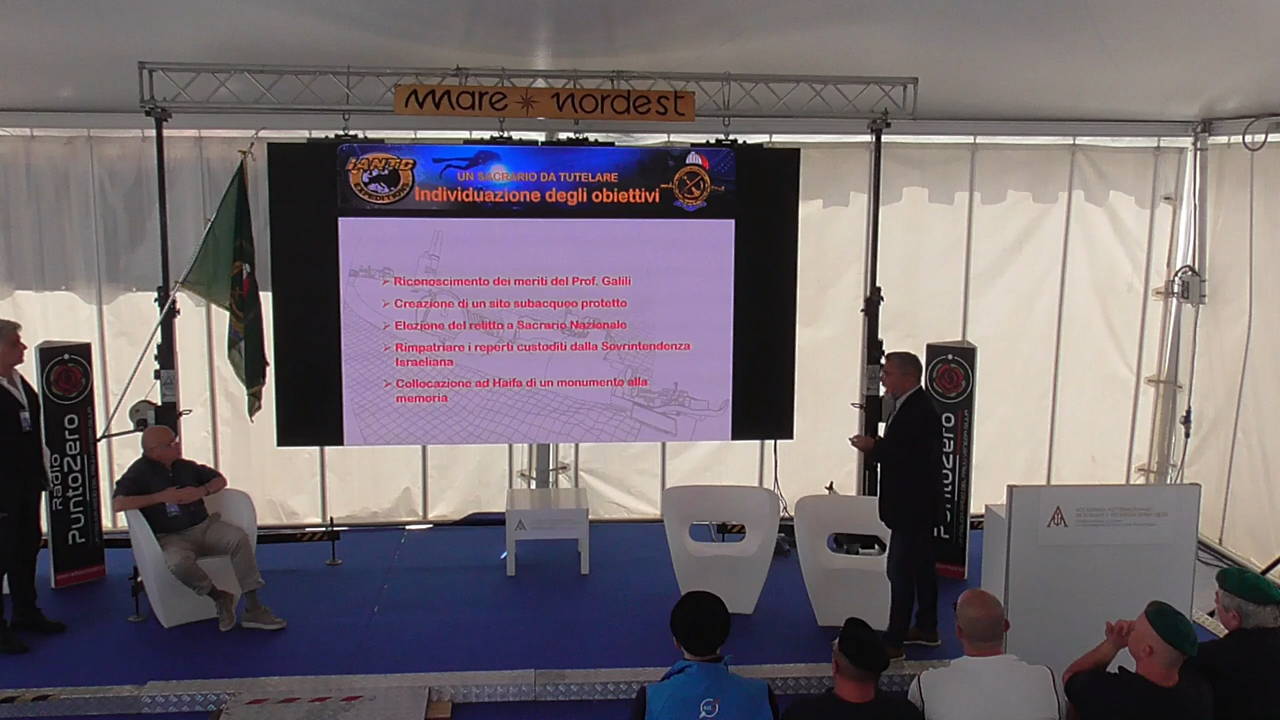 mare nordest
IANTD
EXPEDITIONS
UN SACRARIO DA TUTELARE
Individuazione degli obiettivi
➢ Riconoscimento dei meriti del Prof. Galili
➢ Creazione di un sito subacqueo protetto
➢ Elezione del relitto a Sacrario Nazionale
➢ Rimpatriare i reperti custoditi dalla Sovrintendenza
Israeliana
➢ Collocazione ad Haifa di un monumento alla
memoria
Radio
PuntoZero
PuntoZero